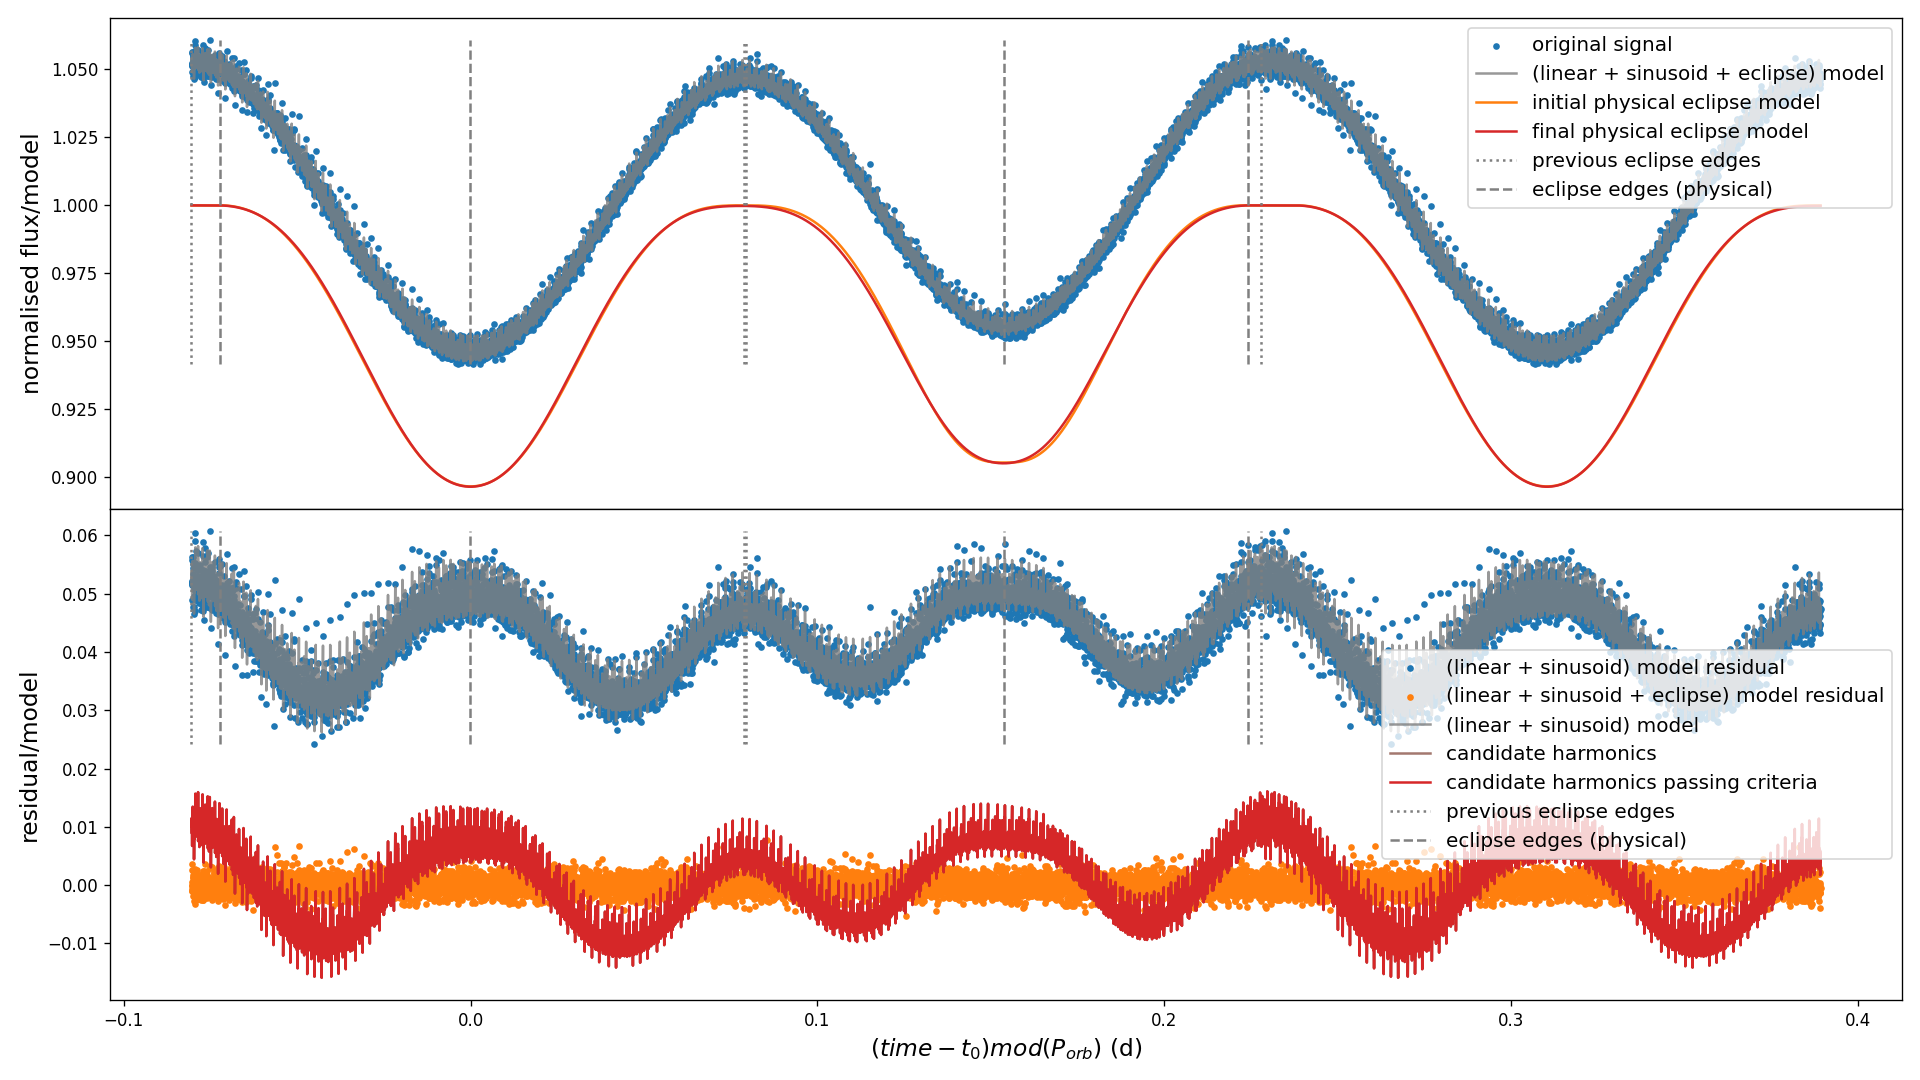 original signal
(linear + sinusoid + eclipse) model
initial physical eclipse model
final physical eclipse model
previous eclipse edges
eclipse edges (physical)
normalised flux/model
1.050
1.025
1.000
0.975
0.950
0.925
0.900
(linear + sinusoid) model residual
(linear + sinusoid + eclipse) model residual
(linear + sinusoid) model
candidate harmonics
candidate harmonics passing criteria
previous eclipse edges
eclipse edges (physical)
residual/model
0.06
0.05
0.04
0.03
0.02
0.01
0.00
−0.01
−0.1 0.0 0.1 0.2 0.3 0.4
(time − t₀)mod(Pₒᵣb) (d)